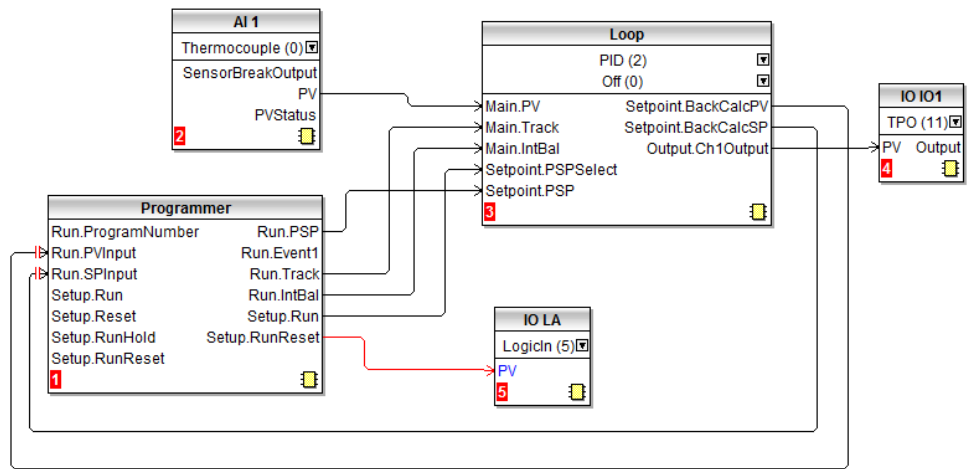 AI 1
Thermocouple (0)
SensorBreakOutput
PV
PVStatus
2
Loop
PID (2)
Off (0)
Main.PV Setpoint.BackCalcPV
Main.Track Setpoint.BackCalcSP
Main.IntBal Output.Ch1Output
Setpoint.PSPSelect
Setpoint.PSP
3
IO IO1
TPO (11)
PV Output
4
Programmer
Run.ProgramNumber Run.PSP
Run.PVInput Run.Event1
Run.SPInput Run.Track
Setup.Run Run.IntBal
Setup.Reset Setup.Run
Setup.RunHold Setup.RunReset
Setup.RunReset
1
IO LA
LogicIn (5)
PV
5